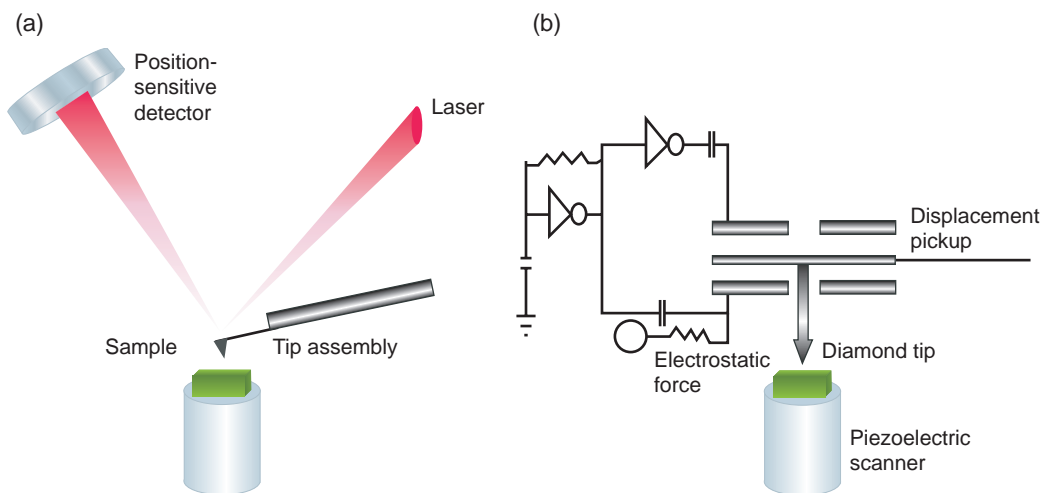 (a)
Position-
sensitive
detector
Laser
Sample
Tip assembly
(b)
Displacement
pickup
Electrostatic
force
Diamond tip
Piezoelectric
scanner